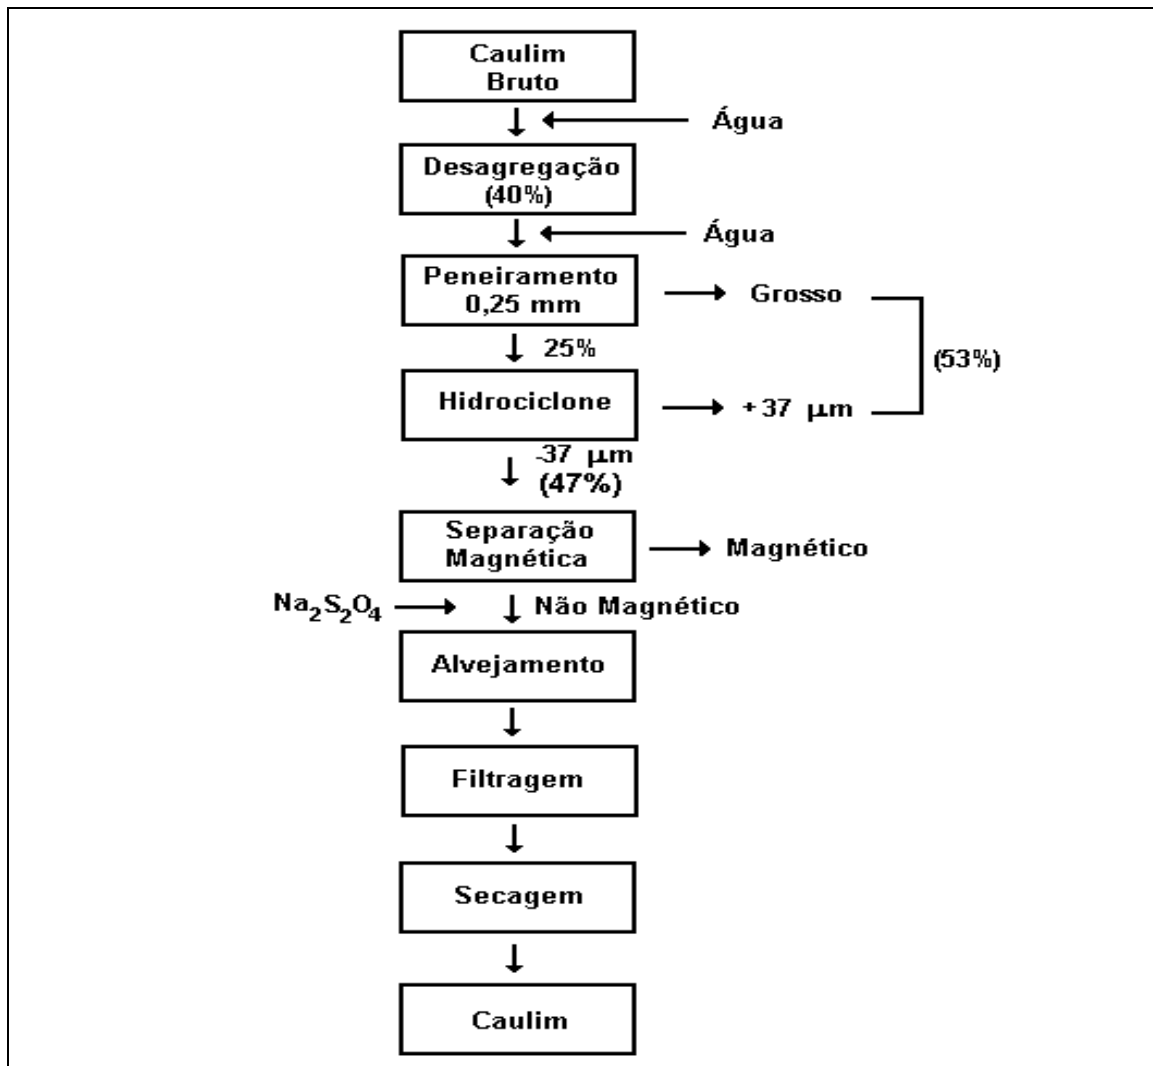 Caulim
Bruto
Água
Desagregação
(40%)
Água
Peneiramento
0,25 mm
Grosso
25%
(53%)
Hidrociclone
+ 37 µm
-37 µm
(47%)
Separação
Magnética
Magnético
Na₂S₂O₄
Não Magnético
Alvejamento
Filtragem
Secagem
Caulim